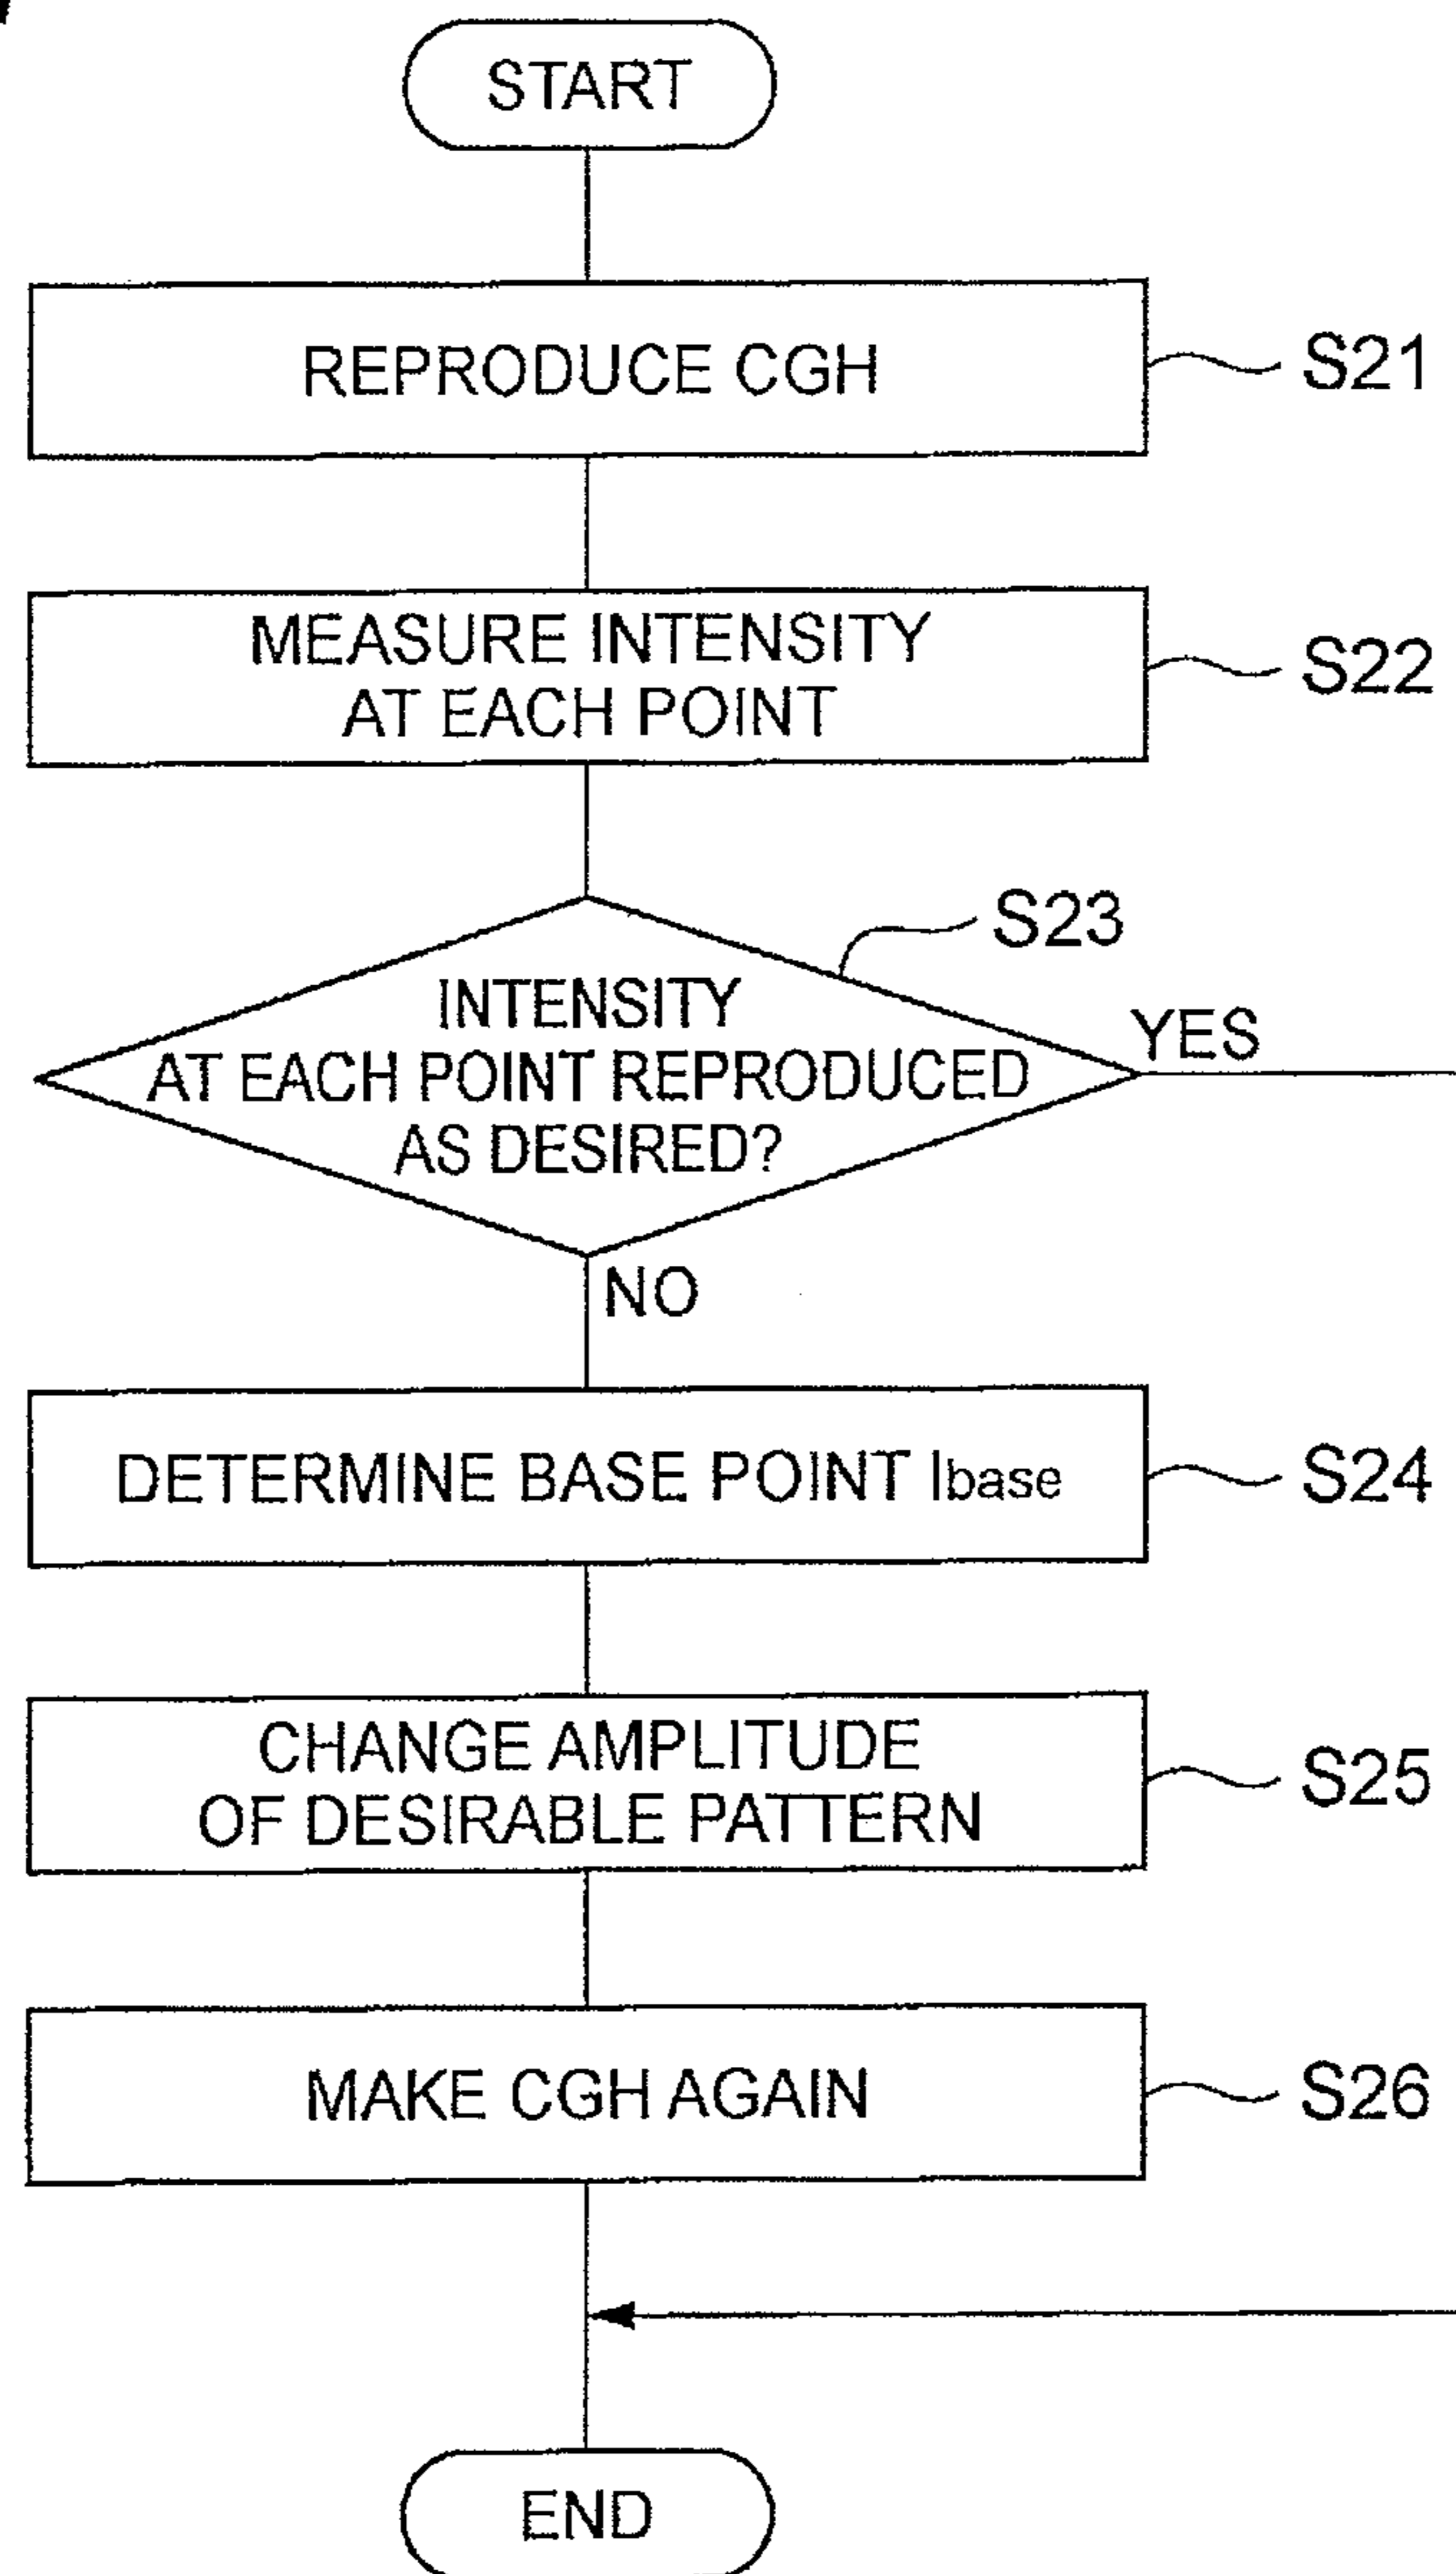 START
REPRODUCE CGH
S21
MEASURE INTENSITY
AT EACH POINT
S22
S23
INTENSITY
AT EACH POINT REPRODUCED
AS DESIRED?
YES
NO
DETERMINE BASE POINT Ibase
S24
CHANGE AMPLITUDE
OF DESIRABLE PATTERN
S25
MAKE CGH AGAIN
S26
END